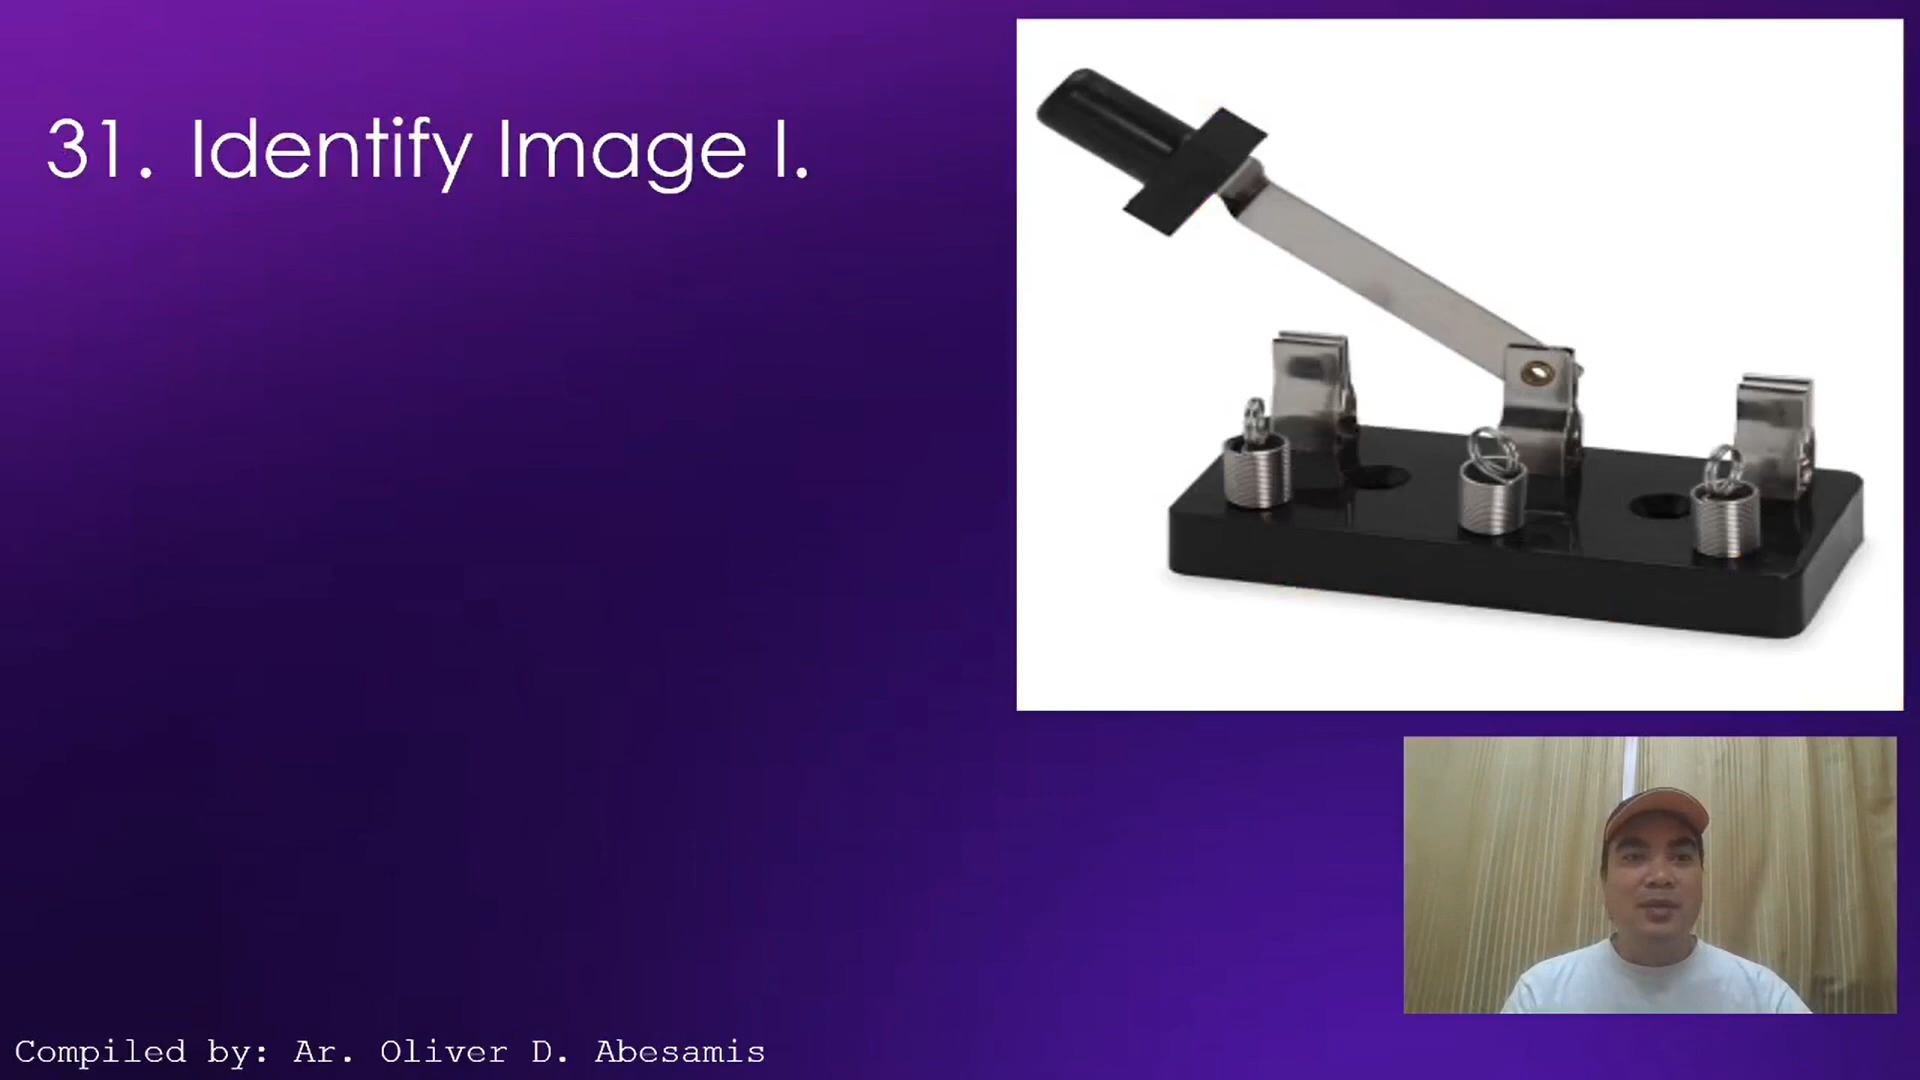 31. Identify Image I.
Compiled by: Ar. Oliver D. Abesamis